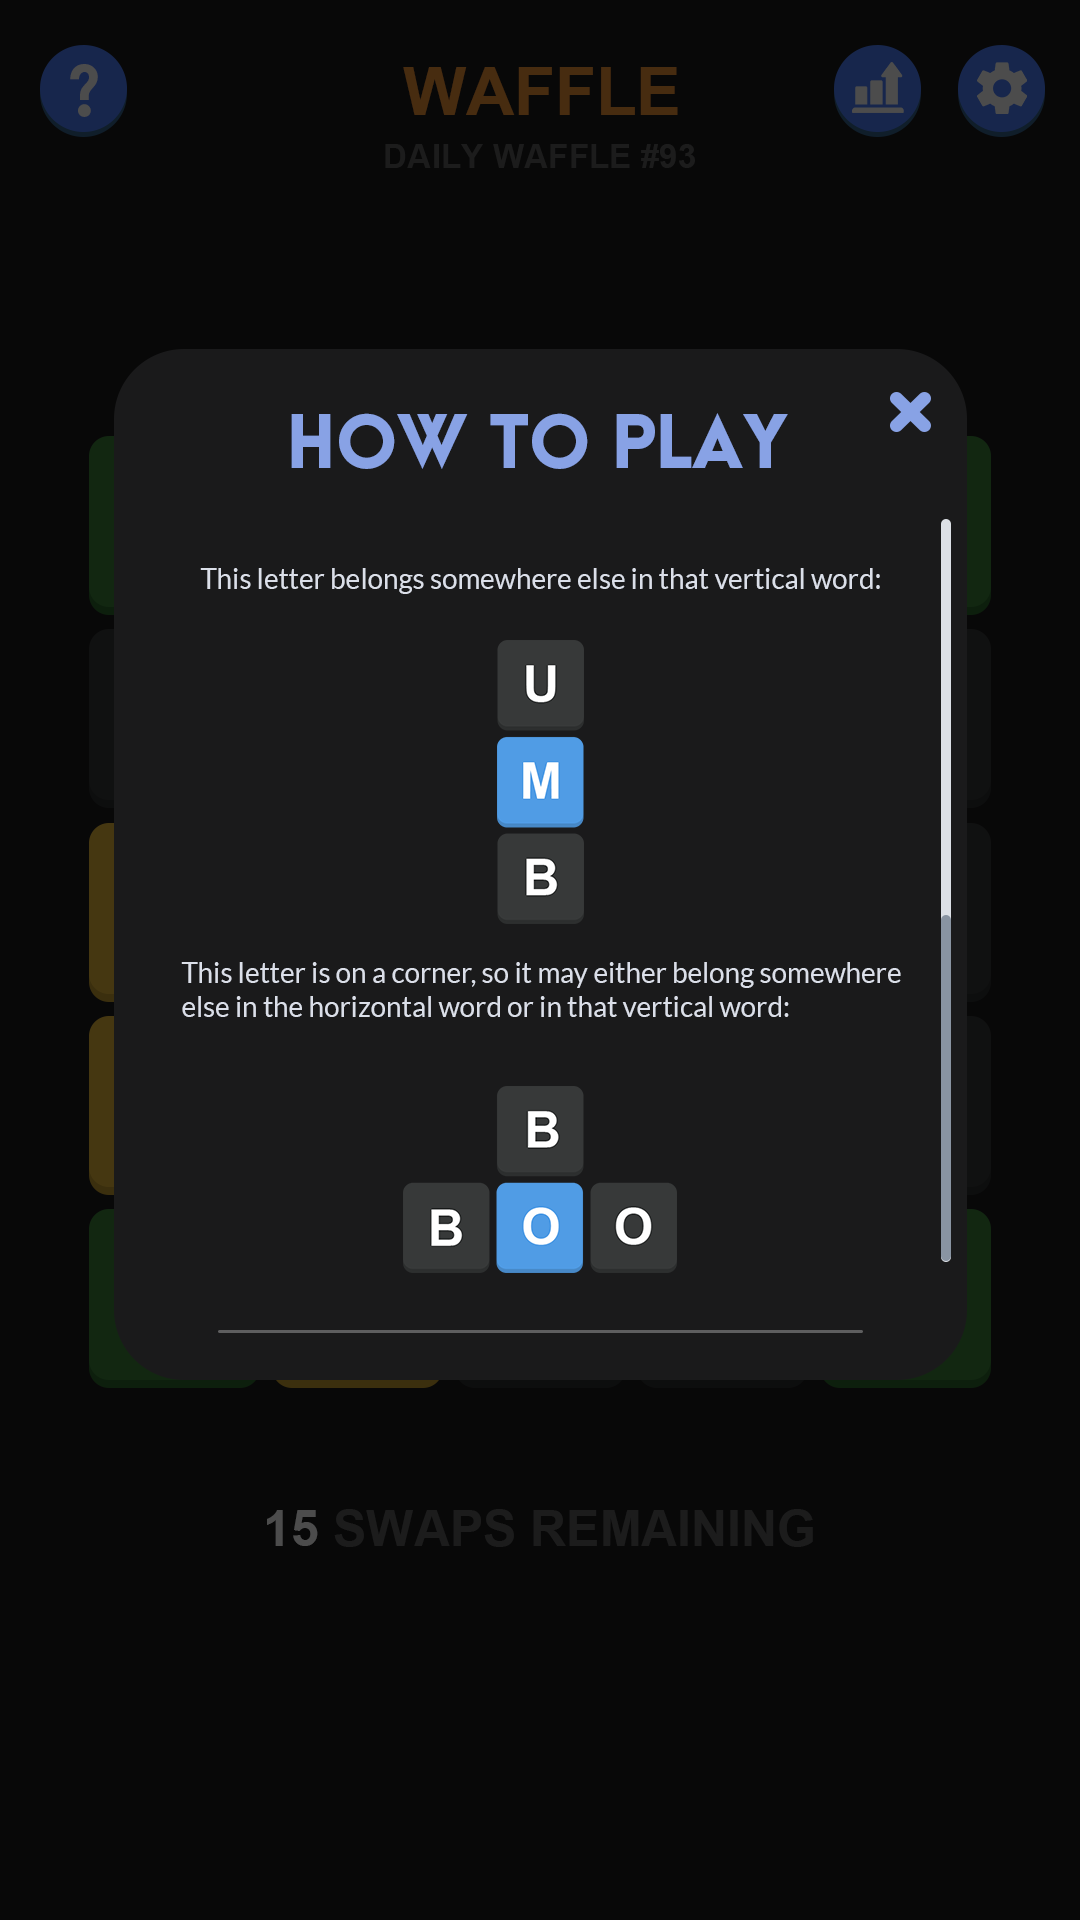 WAFFLE
DAILY WAFFLE #93
HOW TO PLAY
This letter belongs somewhere else in that vertical word:
U
M
B
This letter is on a corner, so it may either belong somewhere
else in the horizontal word or in that vertical word:
B
B O O
15 SWAPS REMAINING